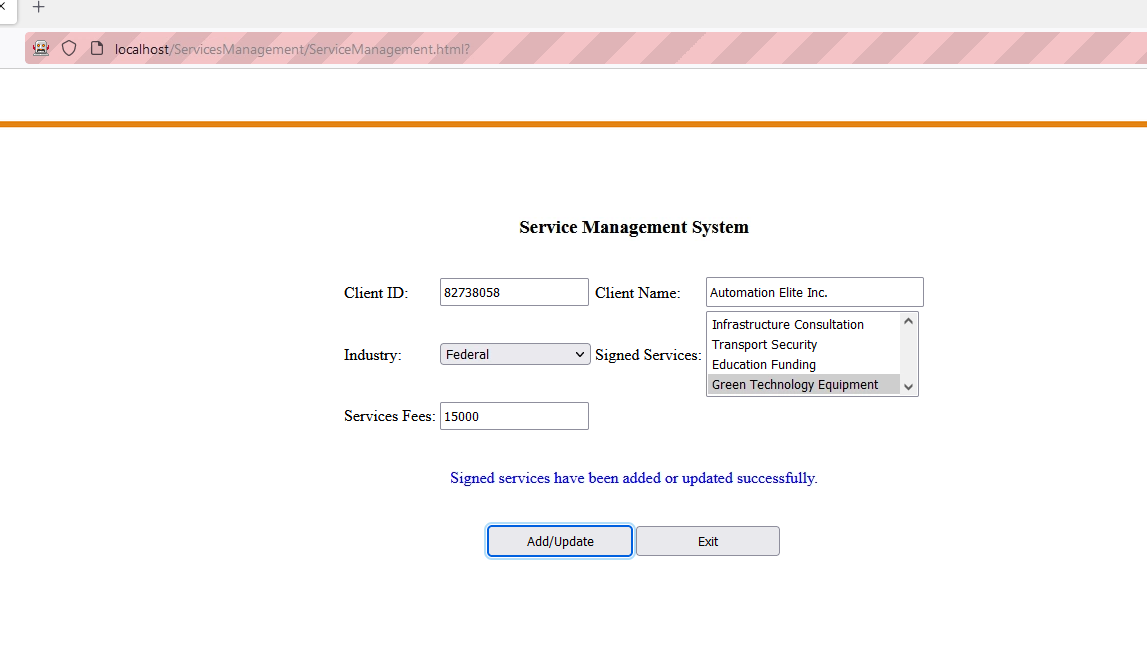 localhost/ServicesManagement/ServiceManagement.html?
Service Management System
Client ID: 82738058 Client Name: Automation Elite Inc.
Industry: Federal Signed Services:
Infrastructure Consultation
Transport Security
Education Funding
Green Technology Equipment
Services Fees: 15000
Signed services have been added or updated successfully.
Add/Update Exit